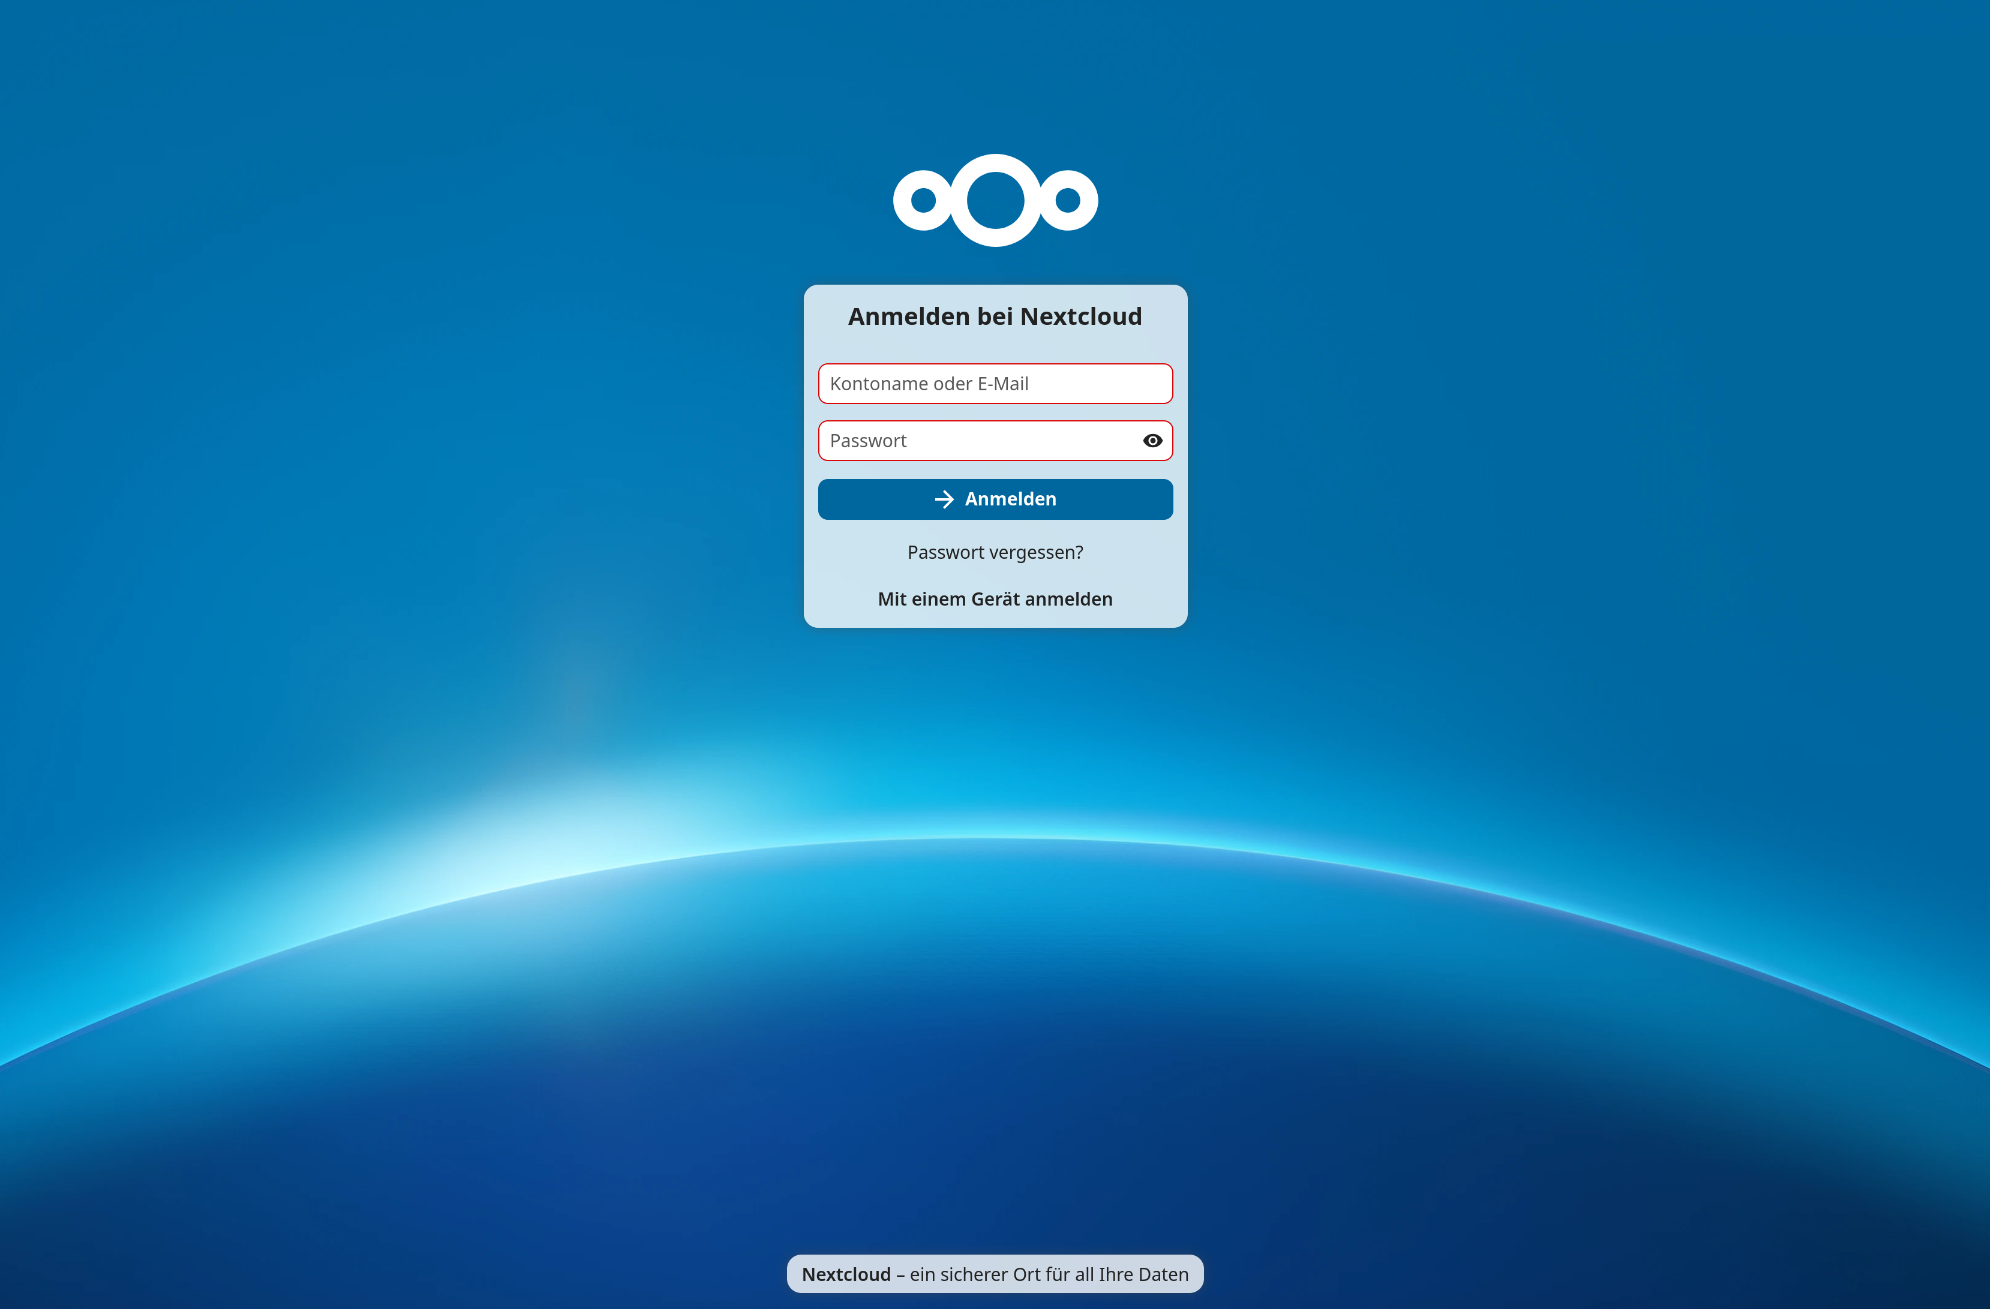 Anmelden bei Nextcloud
Kontoname oder E-Mail
Passwort
Anmelden
Passwort vergessen?
Mit einem Gerät anmelden
Nextcloud – ein sicherer Ort für all Ihre Daten